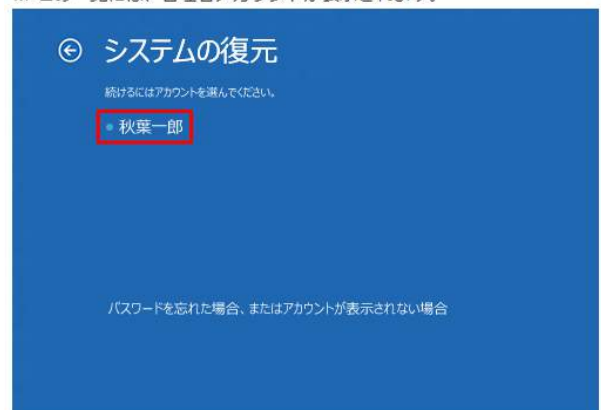 システムの復元
続けるにはアカウントを選んでください。
秋葉一郎
パスワードを忘れた場合、またはアカウントが表示されない場合